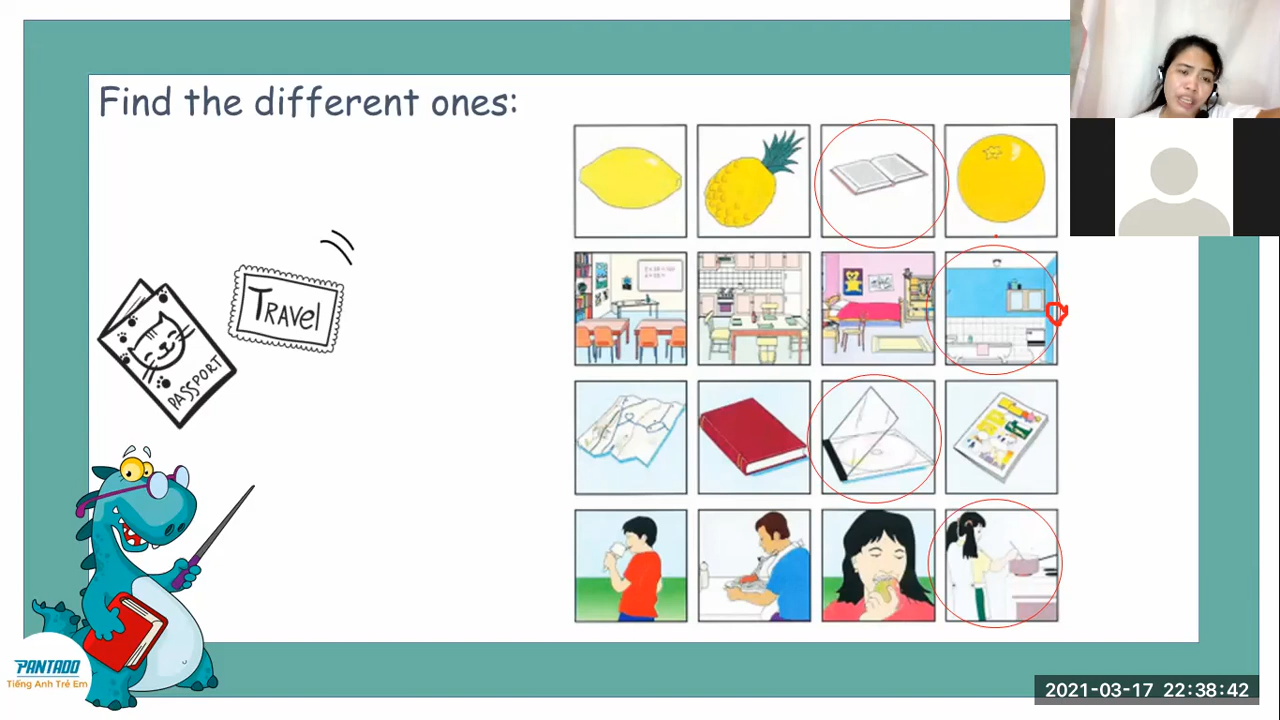 Find the different ones:
TRAVEL
PASSPORT
PANTADO
Tiếng Anh Trẻ Em
2021-03-17 22:38:42